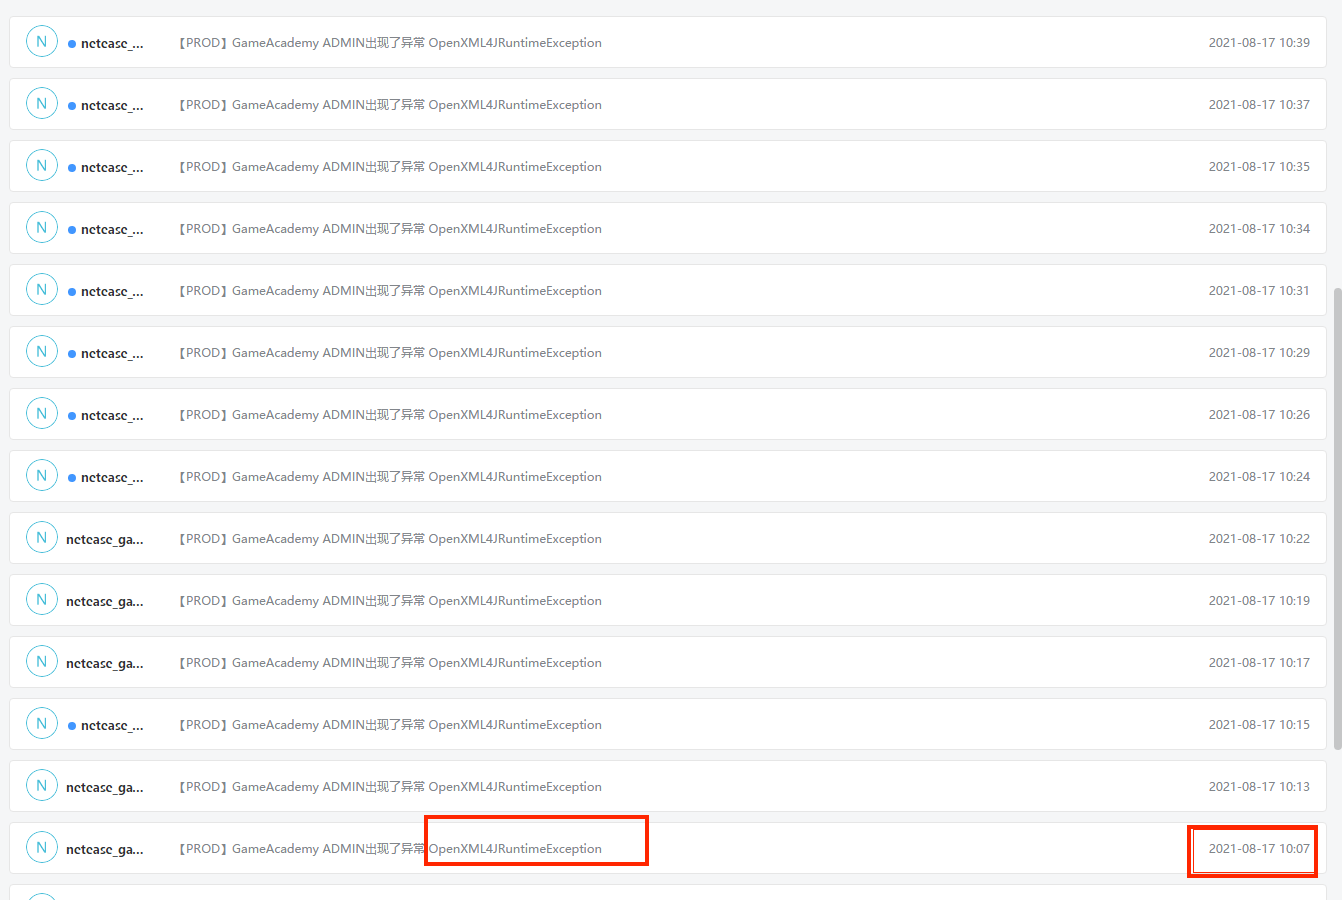 N netease_... 【PROD】GameAcademy ADMIN出现了异常 OpenXML4JRuntimeException 2021-08-17 10:39
N netease_... 【PROD】GameAcademy ADMIN出现了异常 OpenXML4JRuntimeException 2021-08-17 10:37
N netease_... 【PROD】GameAcademy ADMIN出现了异常 OpenXML4JRuntimeException 2021-08-17 10:35
N netease_... 【PROD】GameAcademy ADMIN出现了异常 OpenXML4JRuntimeException 2021-08-17 10:34
N netease_... 【PROD】GameAcademy ADMIN出现了异常 OpenXML4JRuntimeException 2021-08-17 10:31
N netease_... 【PROD】GameAcademy ADMIN出现了异常 OpenXML4JRuntimeException 2021-08-17 10:29
N netease_... 【PROD】GameAcademy ADMIN出现了异常 OpenXML4JRuntimeException 2021-08-17 10:26
N netease_... 【PROD】GameAcademy ADMIN出现了异常 OpenXML4JRuntimeException 2021-08-17 10:24
N netease_ga... 【PROD】GameAcademy ADMIN出现了异常 OpenXML4JRuntimeException 2021-08-17 10:22
N netease_ga... 【PROD】GameAcademy ADMIN出现了异常 OpenXML4JRuntimeException 2021-08-17 10:19
N netease_ga... 【PROD】GameAcademy ADMIN出现了异常 OpenXML4JRuntimeException 2021-08-17 10:17
N netease_... 【PROD】GameAcademy ADMIN出现了异常 OpenXML4JRuntimeException 2021-08-17 10:15
N netease_ga... 【PROD】GameAcademy ADMIN出现了异常 OpenXML4JRuntimeException 2021-08-17 10:13
N netease_ga... 【PROD】GameAcademy ADMIN出现了异常 OpenXML4JRuntimeException 2021-08-17 10:07